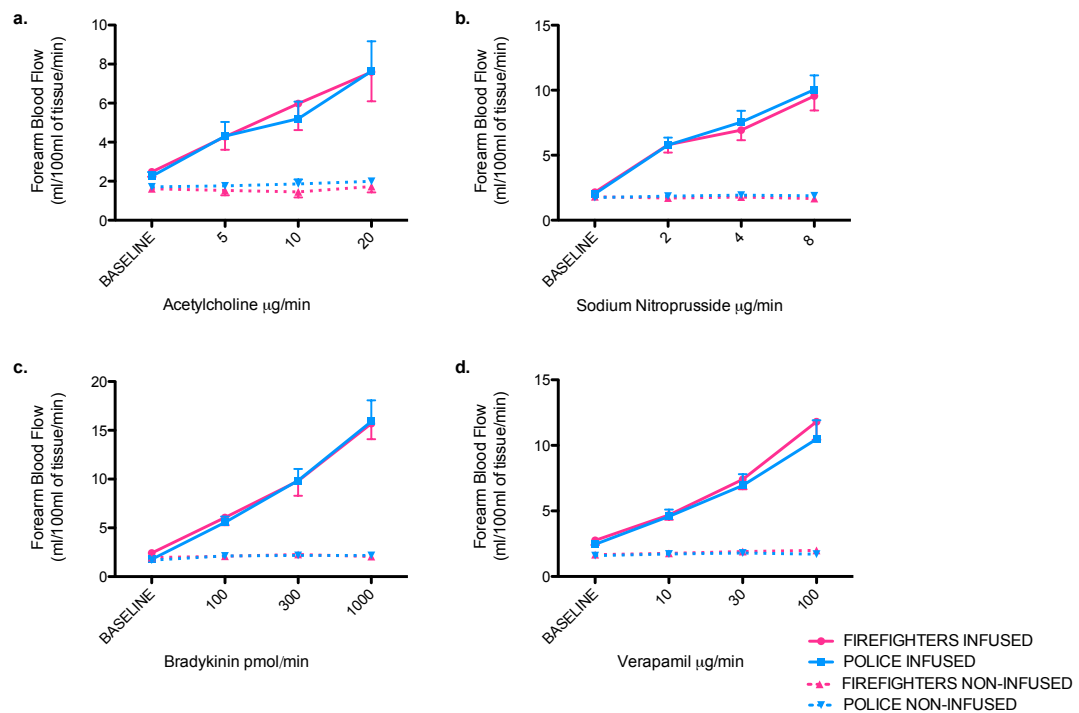 a.
Forearm Blood Flow
(ml/100ml of tissue/min)
10
8
6
4
2
0
BASELINE
5
10
20
Acetylcholine μg/min
b.
Forearm Blood Flow
(ml/100ml of tissue/min)
15
10
5
0
BASELINE
2
4
8
Sodium Nitroprusside μg/min
c.
Forearm Blood Flow
(ml/100ml of tissue/min)
20
15
10
5
0
BASELINE
100
300
1000
Bradykinin pmol/min
d.
Forearm Blood Flow
(ml/100ml of tissue/min)
15
10
5
0
BASELINE
10
30
100
Verapamil μg/min
FIREFIGHTERS INFUSED
POLICE INFUSED
FIREFIGHTERS NON-INFUSED
POLICE NON-INFUSED